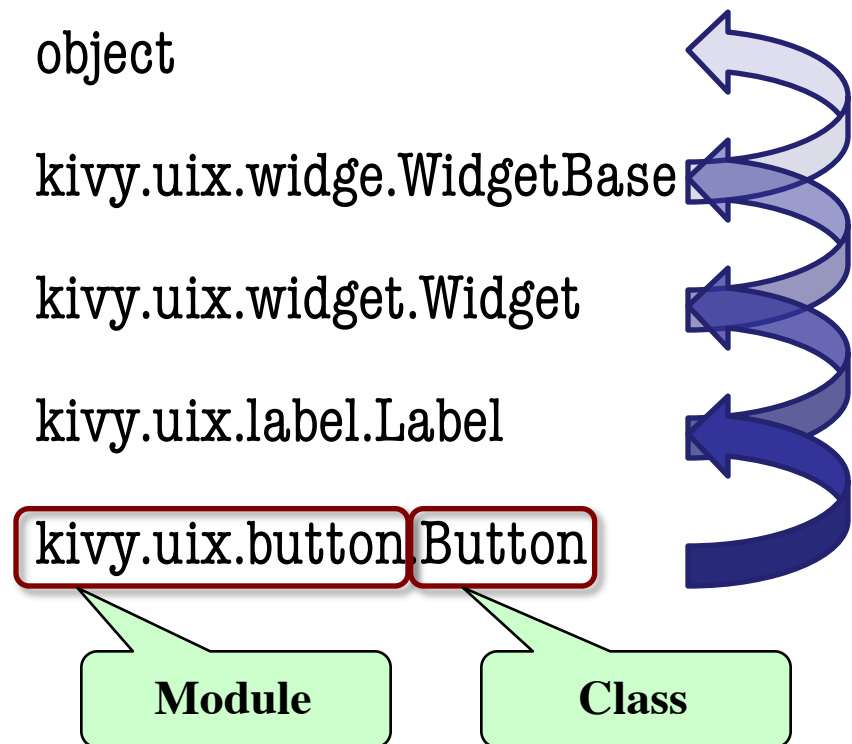 object
kivy.uix.widge.WidgetBase
kivy.uix.widget.Widget
kivy.uix.label.Label
kivy.uix.button.Button
Module
Class